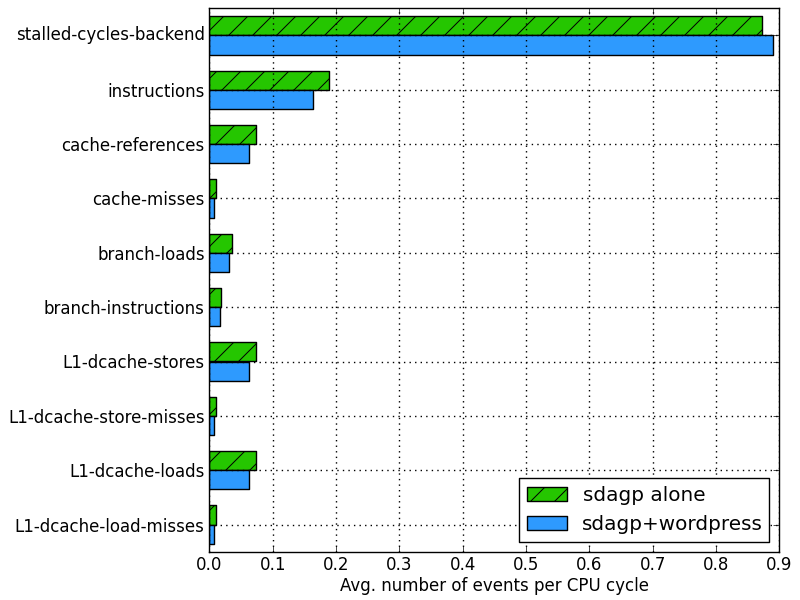 stalled-cycles-backend
instructions
cache-references
cache-misses
branch-loads
branch-instructions
L1-dcache-stores
L1-dcache-store-misses
L1-dcache-loads
L1-dcache-load-misses
sdagp alone
sdagp+wordpress
0.0 0.1 0.2 0.3 0.4 0.5 0.6 0.7 0.8 0.9
Avg. number of events per CPU cycle